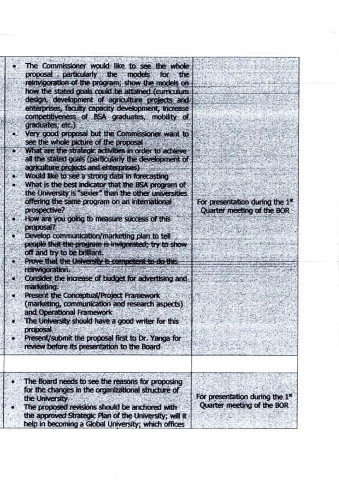 • The Commissioner would like to see the whole
proposal particularly the models for the
reinvigoration of the program; show the models on
how the stated goals could be attained (curriculum
design, development of agriculture projects and
enterprises, faculty capacity development, increase
competitiveness of BSA graduates, mobility of
graduates, etc.)
• Very good proposal but the Commissioner want to
see the whole picture of the proposal
• What are the strategic activities in order to achieve
all the stated goals (particularly the development of
agriculture projects and enterprises)
• Would like to see a strong data in forecasting
• What is the best indicator that the BSA program of
the University is "sexier" than the other universities
offering the same program on an international
prospective?
• How are you going to measure success of this
proposal?
• Develop communication/marketing plan to tell
people that the program is invigorated; try to show
off and try to be brilliant.
• Prove that the University is competent to do this
reinvigoration.
• Consider the increase of budget for advertising and
marketing.
• Present the Conceptual/Project Framework
(marketing, communication and research aspects)
and Operational Framework
• The University should have a good writer for this
proposal
• Present/submit the proposal first to Dr. Yanga for
review before its presentation to the Board
For presentation during the 1st
Quarter meeting of the BOR
• The Board needs to see the reasons for proposing
for the changes in the organizational structure of
the University
• The proposed revisions should be anchored with
the approved Strategic Plan of the University; will it
help in becoming a Global University; which offices
For presentation during the 1st
Quarter meeting of the BOR